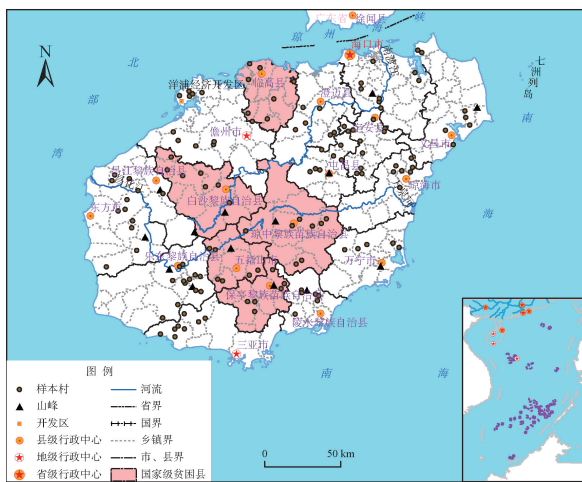 广东省 徐闻县
琼 州 海 峡
海口市
N
北
部
湾
洋浦经济开发区
临高县
澄迈县
七洲列岛
儋州市
定安县
文昌市
南
海
屯昌县
昌江黎族自治县
白沙黎族自治县
琼海市
东方市
琼中黎族苗族自治县
乐东黎族自治县
五指山市
万宁市
保亭黎族苗族自治县
陵水黎族自治县
三亚市
南
海
图 例
样本村
河流
山峰
省界
开发区
国界
县级行政中心
乡镇界
地级行政中心
市、县界
省级行政中心
国家级贫困县
0 50 km